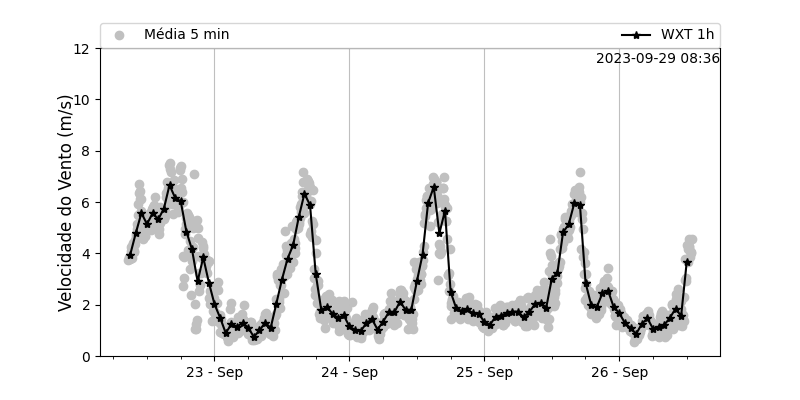 Média 5 min
WXT 1h
2023-09-29 08:36
Velocidade do Vento (m/s)
12
10
8
6
4
2
0
23 - Sep
24 - Sep
25 - Sep
26 - Sep